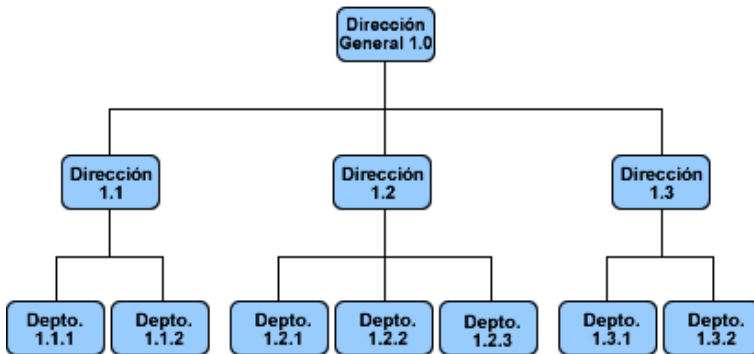 Dirección
General 1.0
Dirección
1.1
Dirección
1.2
Dirección
1.3
Depto.
1.1.1
Depto.
1.1.2
Depto.
1.2.1
Depto.
1.2.2
Depto.
1.2.3
Depto.
1.3.1
Depto.
1.3.2